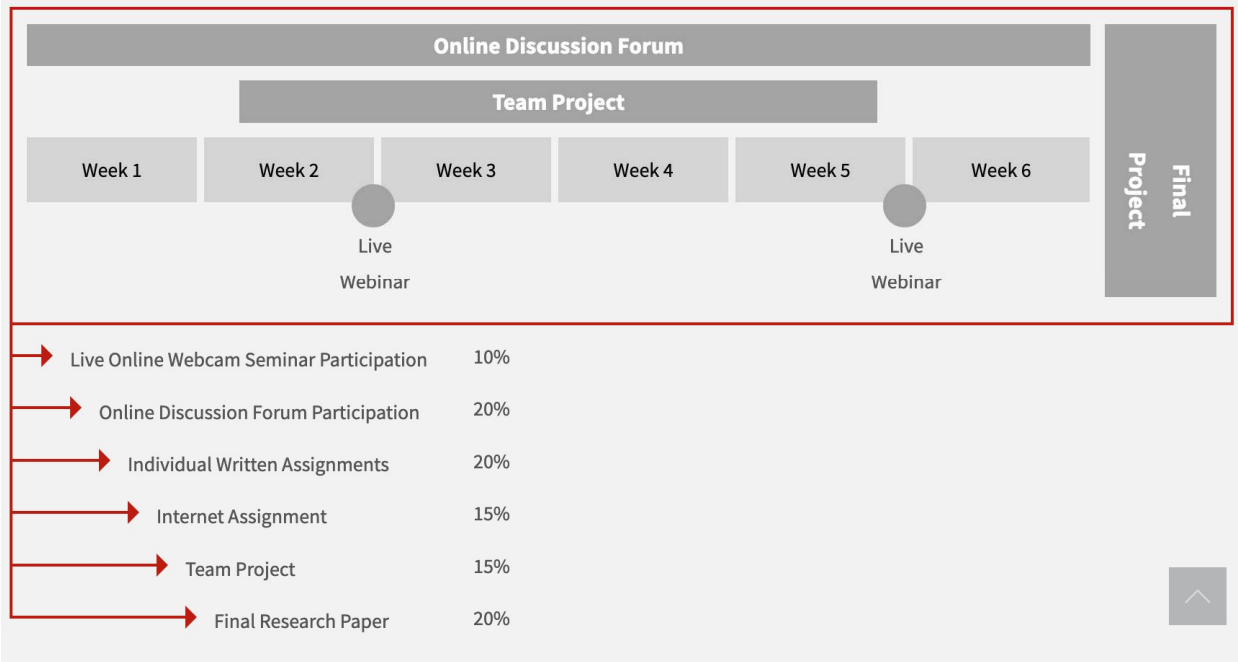 Online Discussion Forum
Team Project
Week 1
Week 2
Week 3
Week 4
Week 5
Week 6
Final
Project
Live
Webinar
Live
Webinar
Live Online Webcam Seminar Participation 10%
Online Discussion Forum Participation 20%
Individual Written Assignments 20%
Internet Assignment 15%
Team Project 15%
Final Research Paper 20%